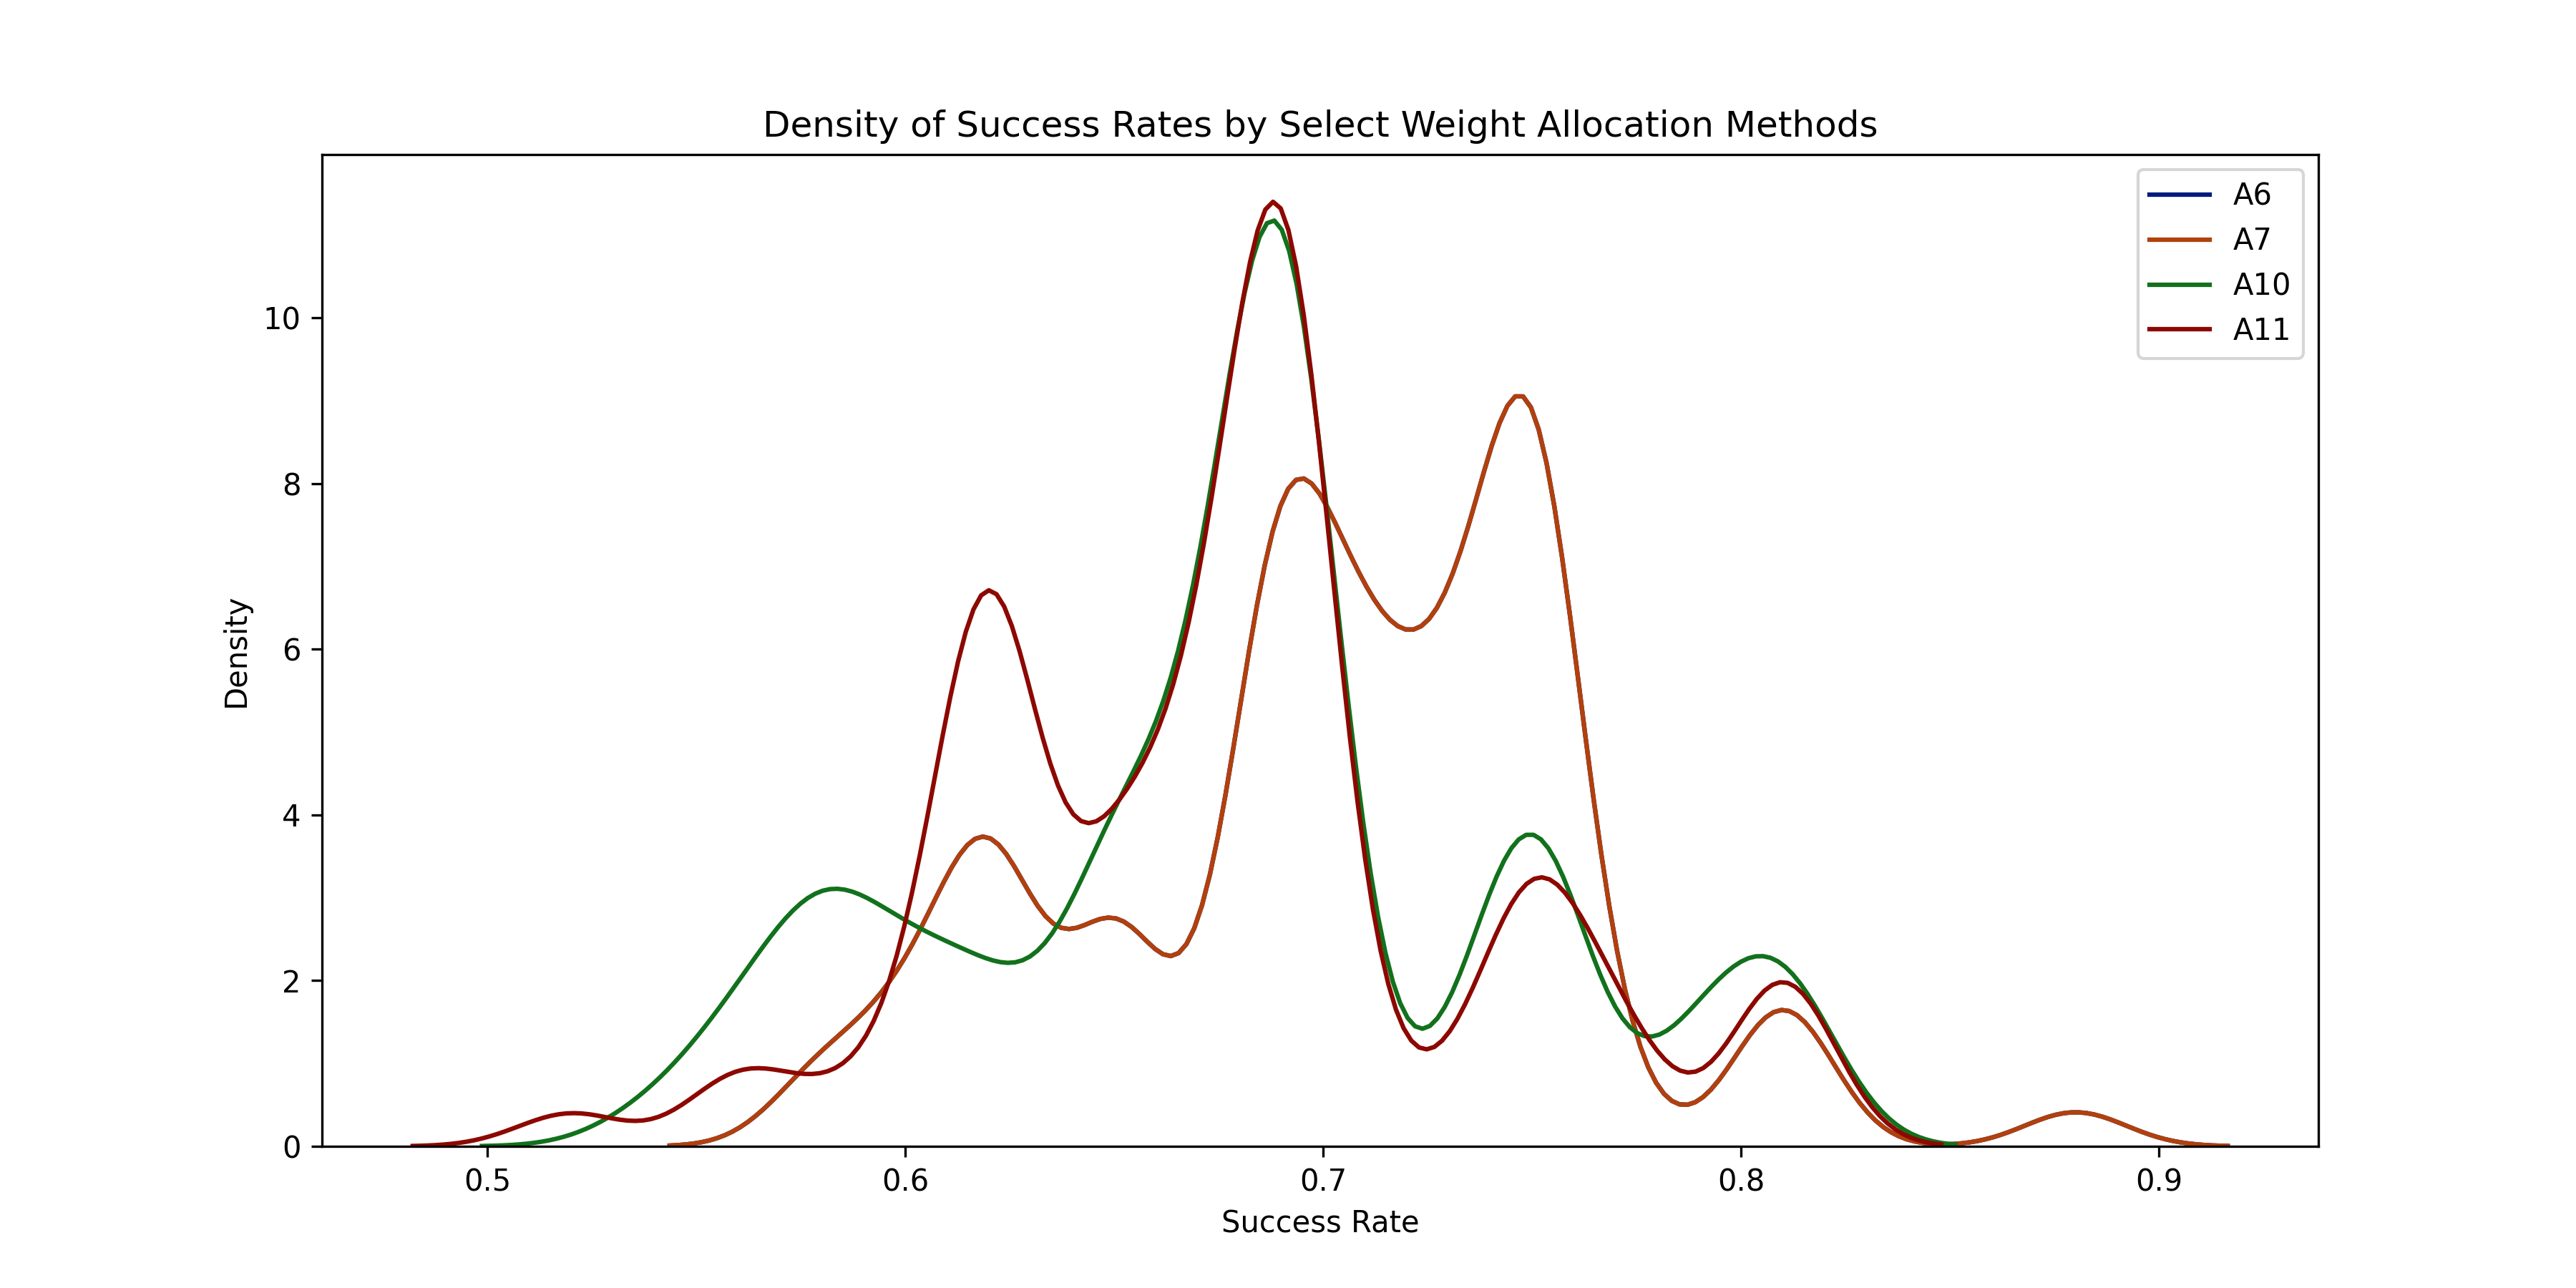 Density of Success Rates by Select Weight Allocation Methods
A6
A7
A10
A11
10
8
6
4
2
0
Density
0.5 0.6 0.7 0.8 0.9
Success Rate